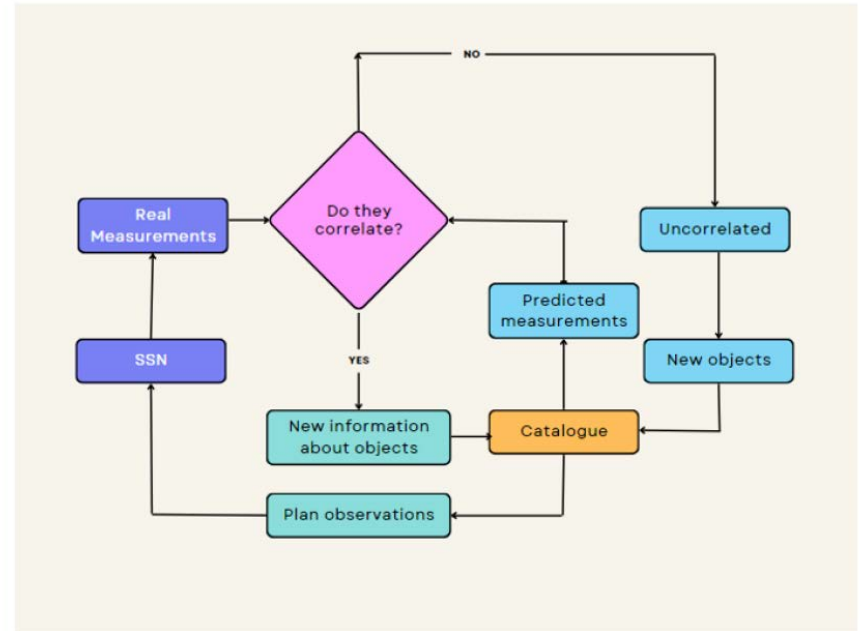 NO
Real
Measurements
Do they
correlate?
Uncorrelated
Predicted
measurements
SSN
YES
New objects
New information
about objects
Catalogue
Plan observations